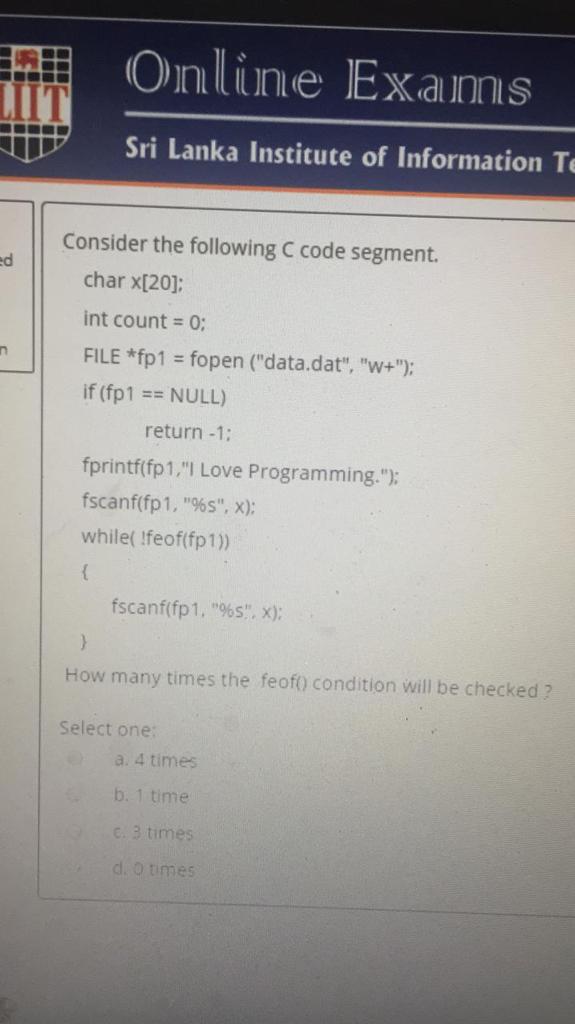 LIIT
Online Exams
Sri Lanka Institute of Information Te
ed
n
Consider the following C code segment.
char x[20];
int count = 0;
FILE *fp1 = fopen ("data.dat", "w+");
if (fp1 == NULL)
return -1;
fprintf(fp1,"I Love Programming.");
fscanf(fp1, "%s", x);
while( !feof(fp1))
{
fscanf(fp1, "%s", x);
}
How many times the feof() condition will be checked ?
Select one:
a. 4 times
b. 1 time
c. 3 times
d. 0 times